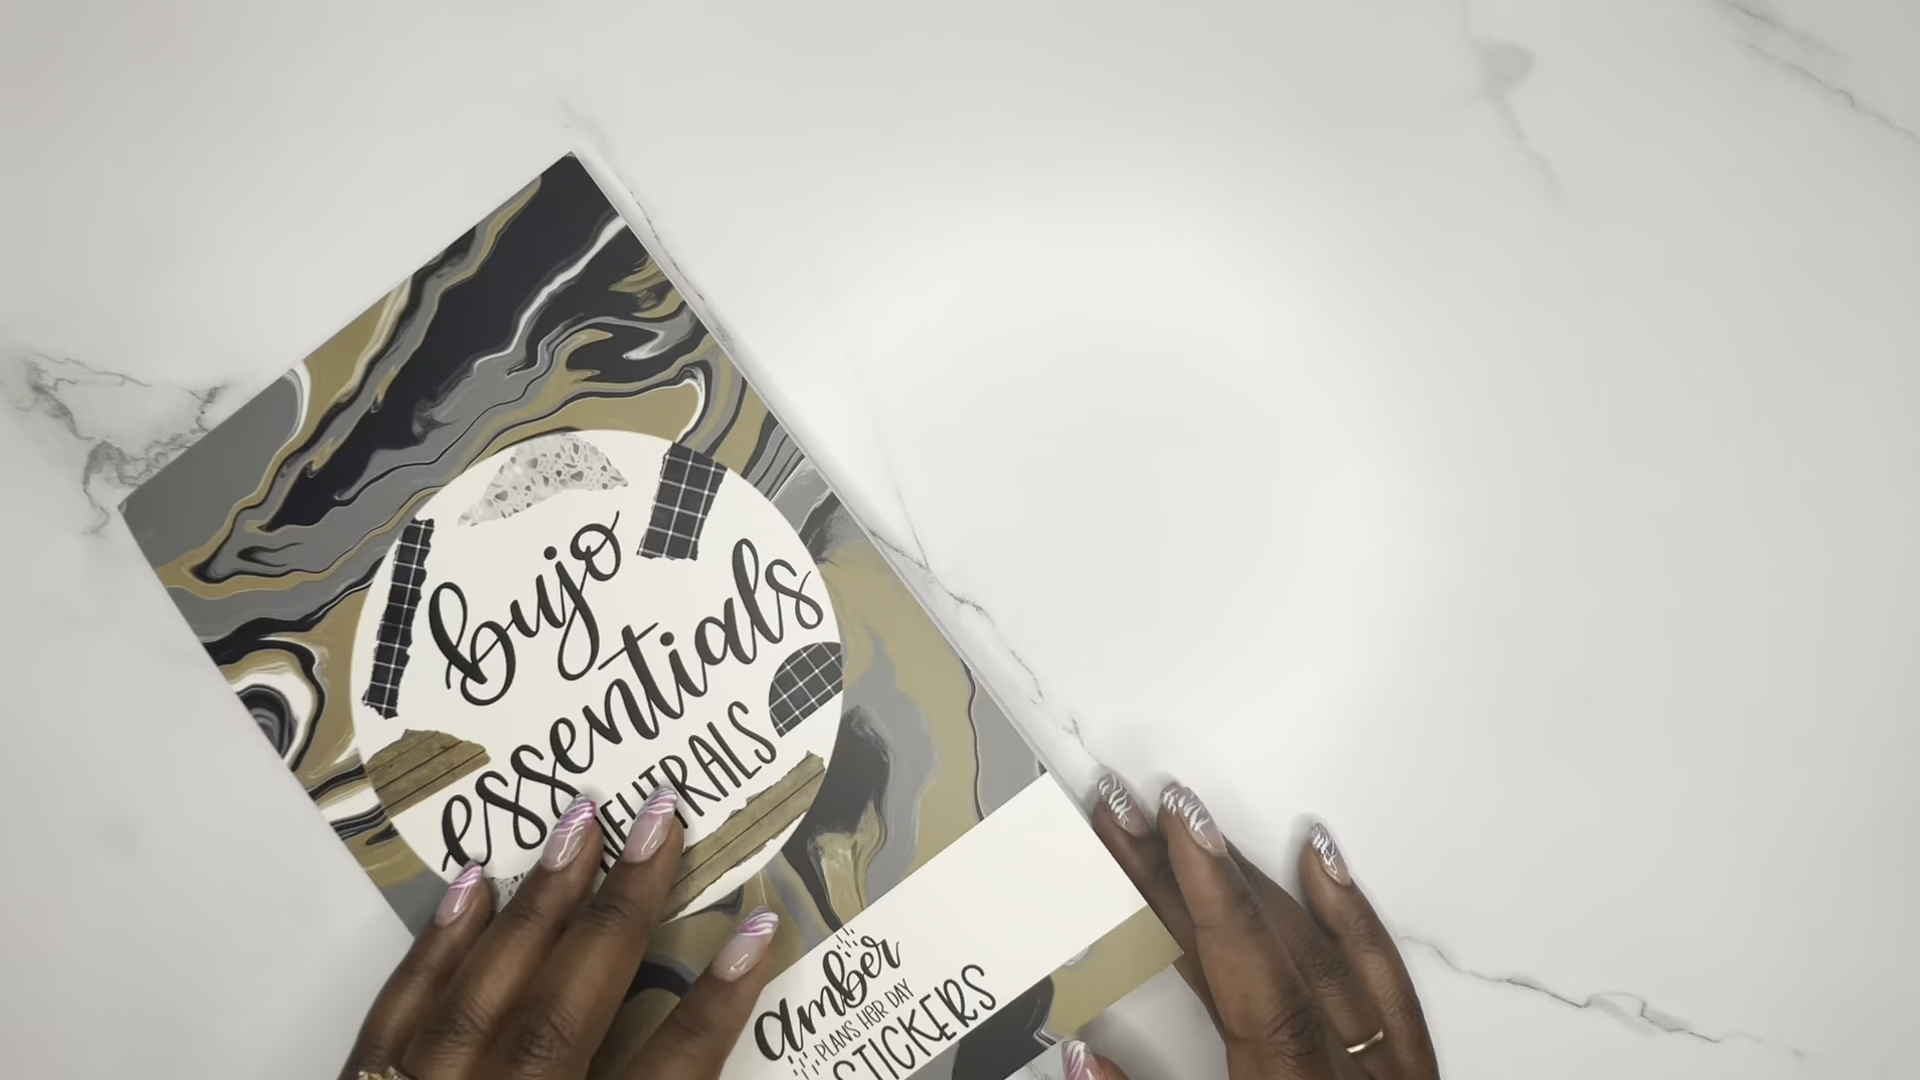 bujo
essentials
NEUTRALS
amber
PLANS HER DAY
STICKERS